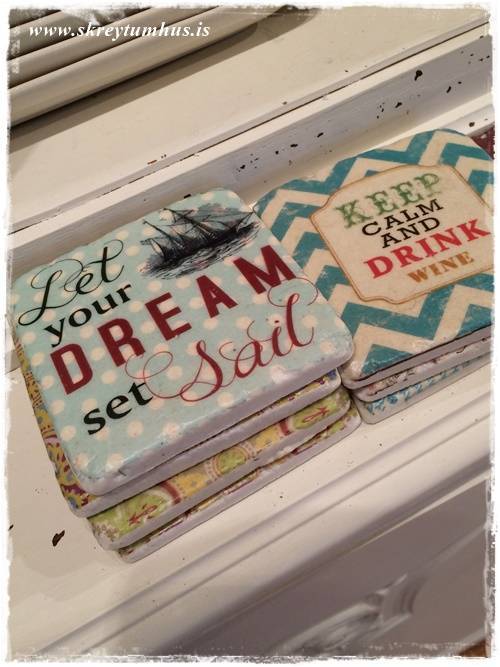 www.skreytumhus.is
Let
your
DREAM
set Sail
KEEP
CALM
AND
DRINK
WINE